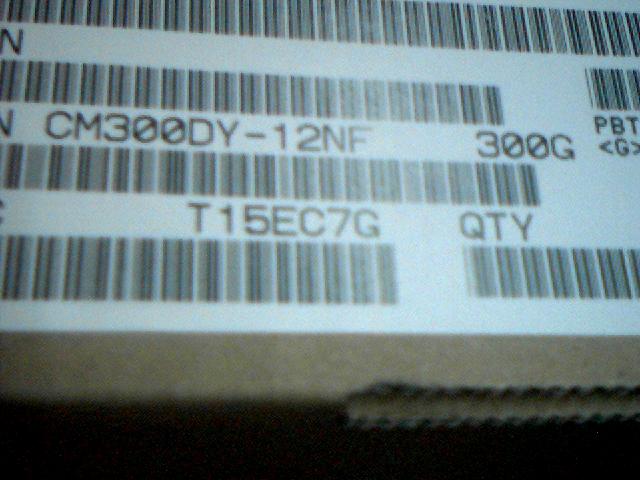 N
N CM300DY-12NF 300G PBT
<G>
T15EC7G QTY